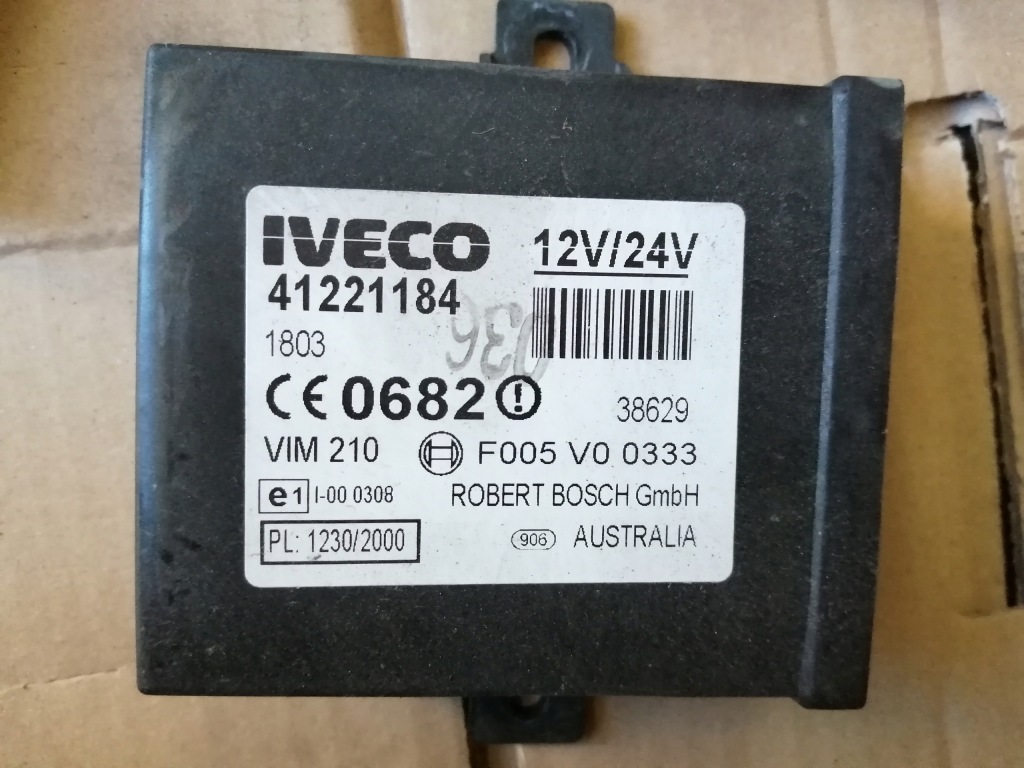 IVECO 12V/24V
41221184
936
1803
CE 0682
38629
VIM 210 F005 V0 0333
e1 I-00 0308 ROBERT BOSCH GmbH
PL: 1230/2000 906 AUSTRALIA